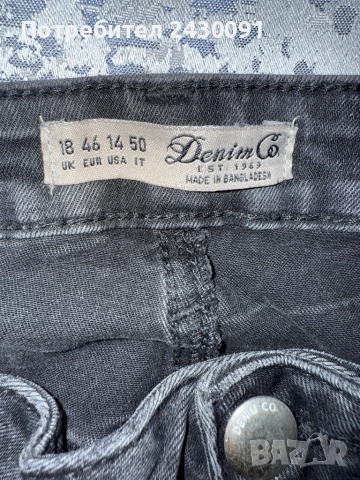 Потребител 2430091
18 46 14 50
UK EUR USA IT
Denim Co
EST. 1969
MADE IN BANGLADESH
DENIM CO.
BAZAR